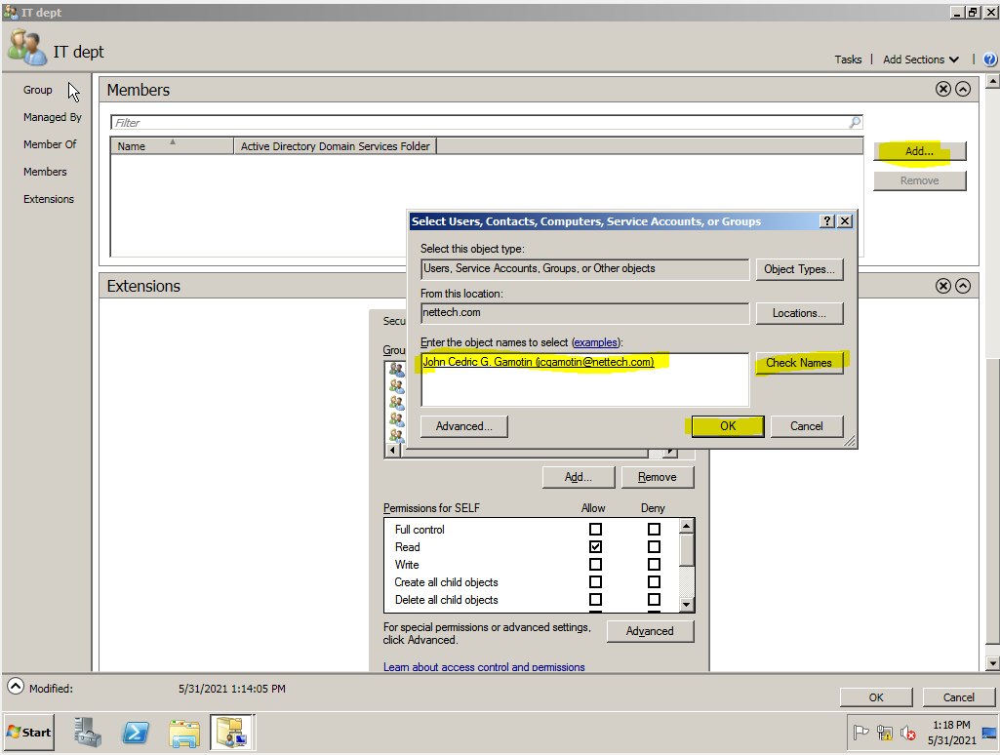 IT dept
IT dept
Tasks | Add Sections
Group
Managed By
Member Of
Members
Extensions
Members
Filter
Name
Active Directory Domain Services Folder
Add...
Remove
Select Users, Contacts, Computers, Service Accounts, or Groups
Select this object type:
Users, Service Accounts, Groups, or Other objects
Object Types...
From this location:
nettech.com
Locations...
Enter the object names to select (examples):
John Cedric G. Gamotin (jcgamotin@nettech.com)
Check Names
Advanced...
OK
Cancel
Extensions
Secu
Grou
Add...
Remove
Permissions for SELF
Allow
Deny
Full control
Read
Write
Create all child objects
Delete all child objects
For special permissions or advanced settings,
click Advanced.
Advanced
Learn about access control and permissions
Modified:
5/31/2021 1:14:05 PM
OK
Cancel
Start
1:18 PM
5/31/2021